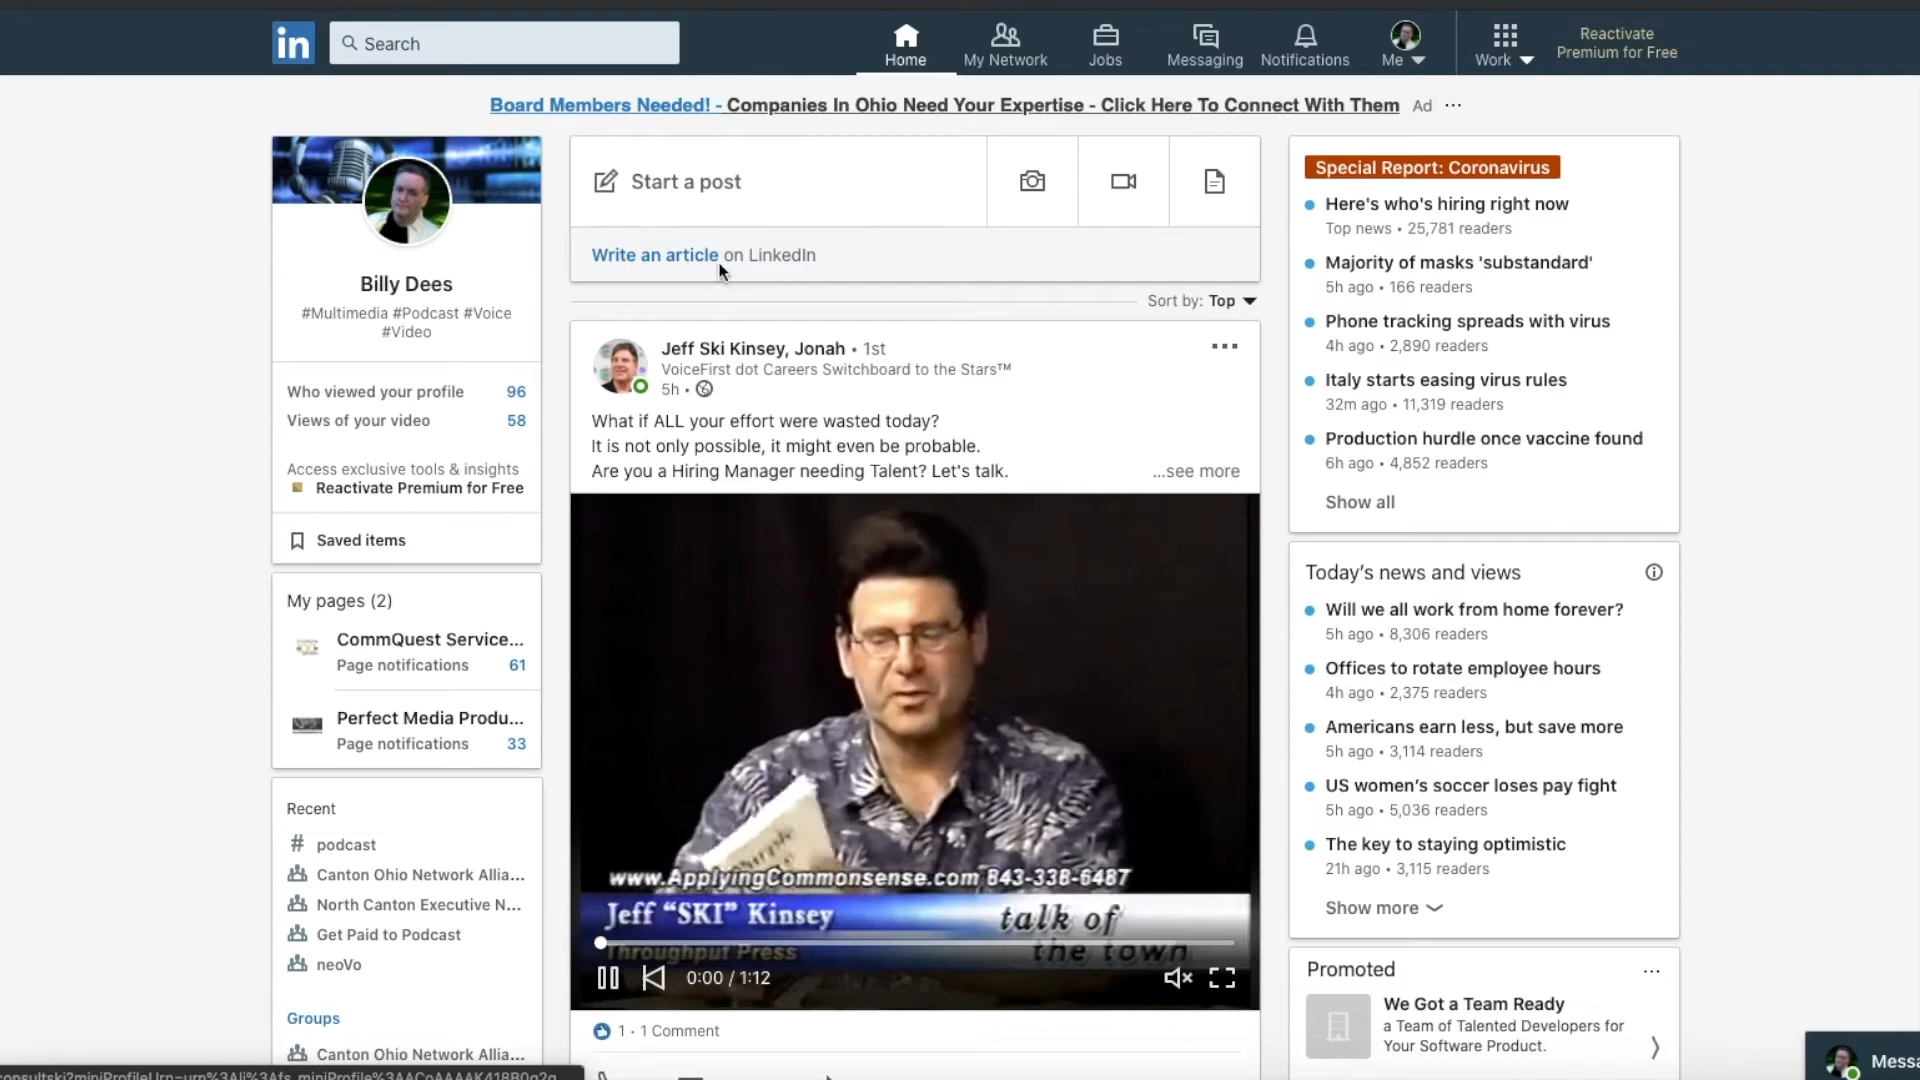 in
Search
Home
My Network
Jobs
Messaging
Notifications
Me
Work
Reactivate
Premium for Free
Board Members Needed! - Companies In Ohio Need Your Expertise - Click Here To Connect With Them Ad ...
Billy Dees
#Multimedia #Podcast #Voice
#Video
Who viewed your profile 96
Views of your video 58
Access exclusive tools & insights
Reactivate Premium for Free
Saved items
My pages (2)
CommQuest Service...
Page notifications 61
Perfect Media Produ...
Page notifications 33
Recent
# podcast
Canton Ohio Network Allia...
North Canton Executive N...
Get Paid to Podcast
neoVo
Groups
Canton Ohio Network Allia...
Start a post
Write an article on LinkedIn
Sort by: Top
Jeff Ski Kinsey, Jonah • 1st
VoiceFirst dot Careers Switchboard to the Stars™
5h •
What if ALL your effort were wasted today?
It is not only possible, it might even be probable.
Are you a Hiring Manager needing Talent? Let's talk.
...see more
www.ApplyingCommonsense.com 843-338-6487
Jeff “SKI” Kinsey
Throughput Press
talk of
the town
0:00 / 1:12
1 • 1 Comment
Special Report: Coronavirus
Here's who's hiring right now
Top news • 25,781 readers
Majority of masks 'substandard'
5h ago • 166 readers
Phone tracking spreads with virus
4h ago • 2,890 readers
Italy starts easing virus rules
32m ago • 11,319 readers
Production hurdle once vaccine found
6h ago • 4,852 readers
Show all
Today’s news and views
Will we all work from home forever?
5h ago • 8,306 readers
Offices to rotate employee hours
4h ago • 2,375 readers
Americans earn less, but save more
5h ago • 3,114 readers
US women’s soccer loses pay fight
5h ago • 5,036 readers
The key to staying optimistic
21h ago • 3,115 readers
Show more
Promoted
...
We Got a Team Ready
a Team of Talented Developers for
Your Software Product.
Messa